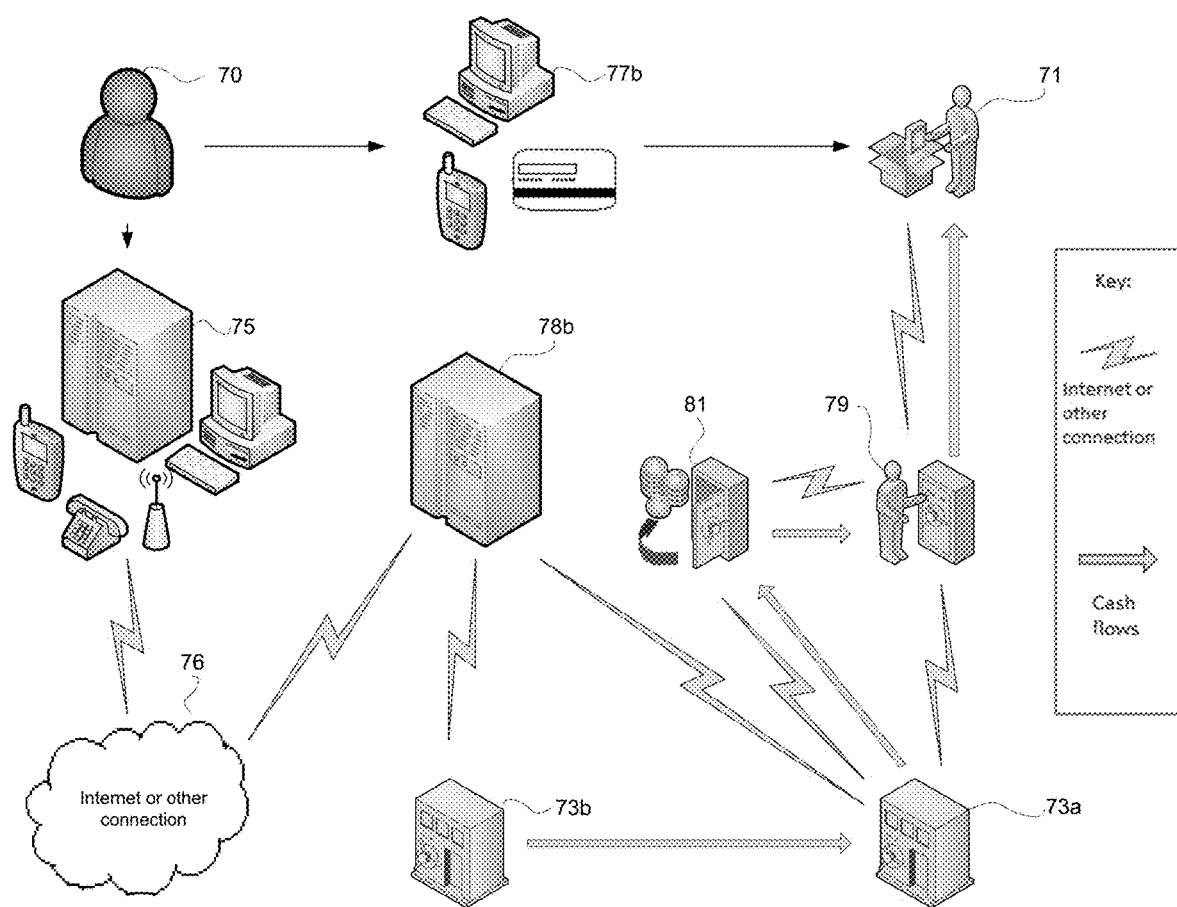 70
77b
71
75
78b
Key:
Internet or
other
connection
81
79
Cash
flows
76
Internet or other
connection
73b
73a